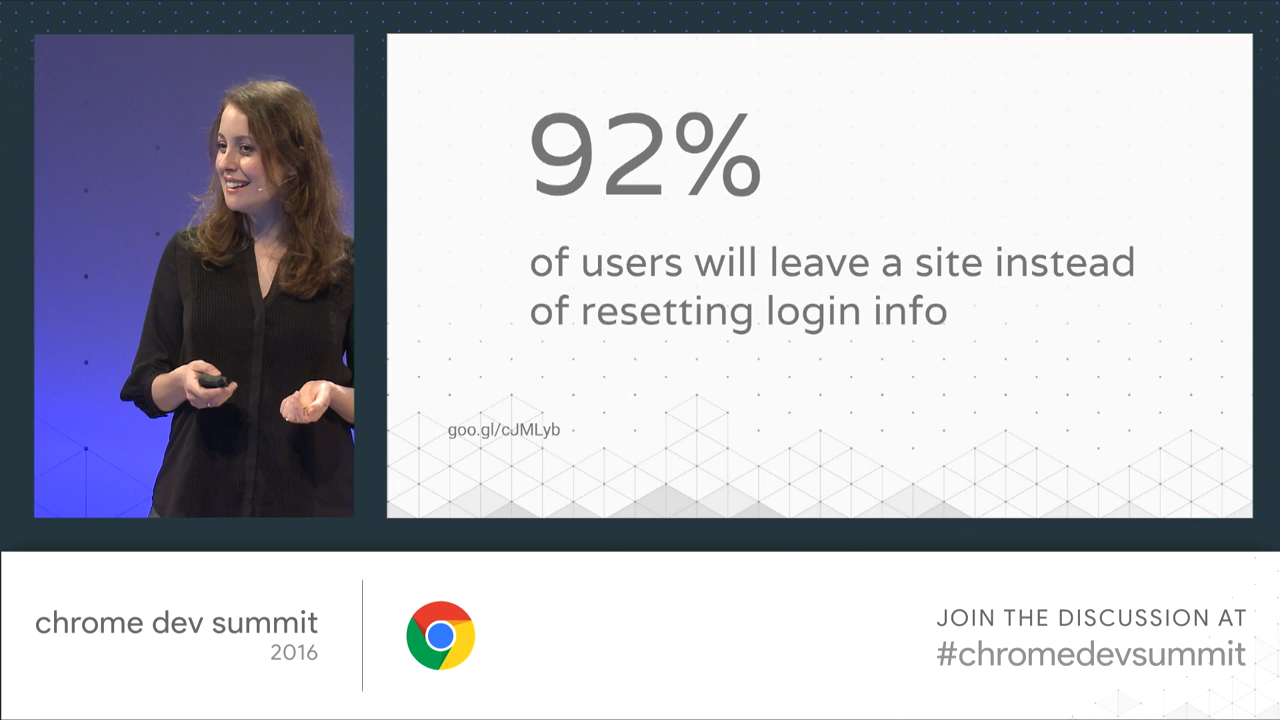 92%
of users will leave a site instead
of resetting login info
goo.gl/cJMLyb
chrome dev summit
2016
JOIN THE DISCUSSION AT
#chromedevsummit